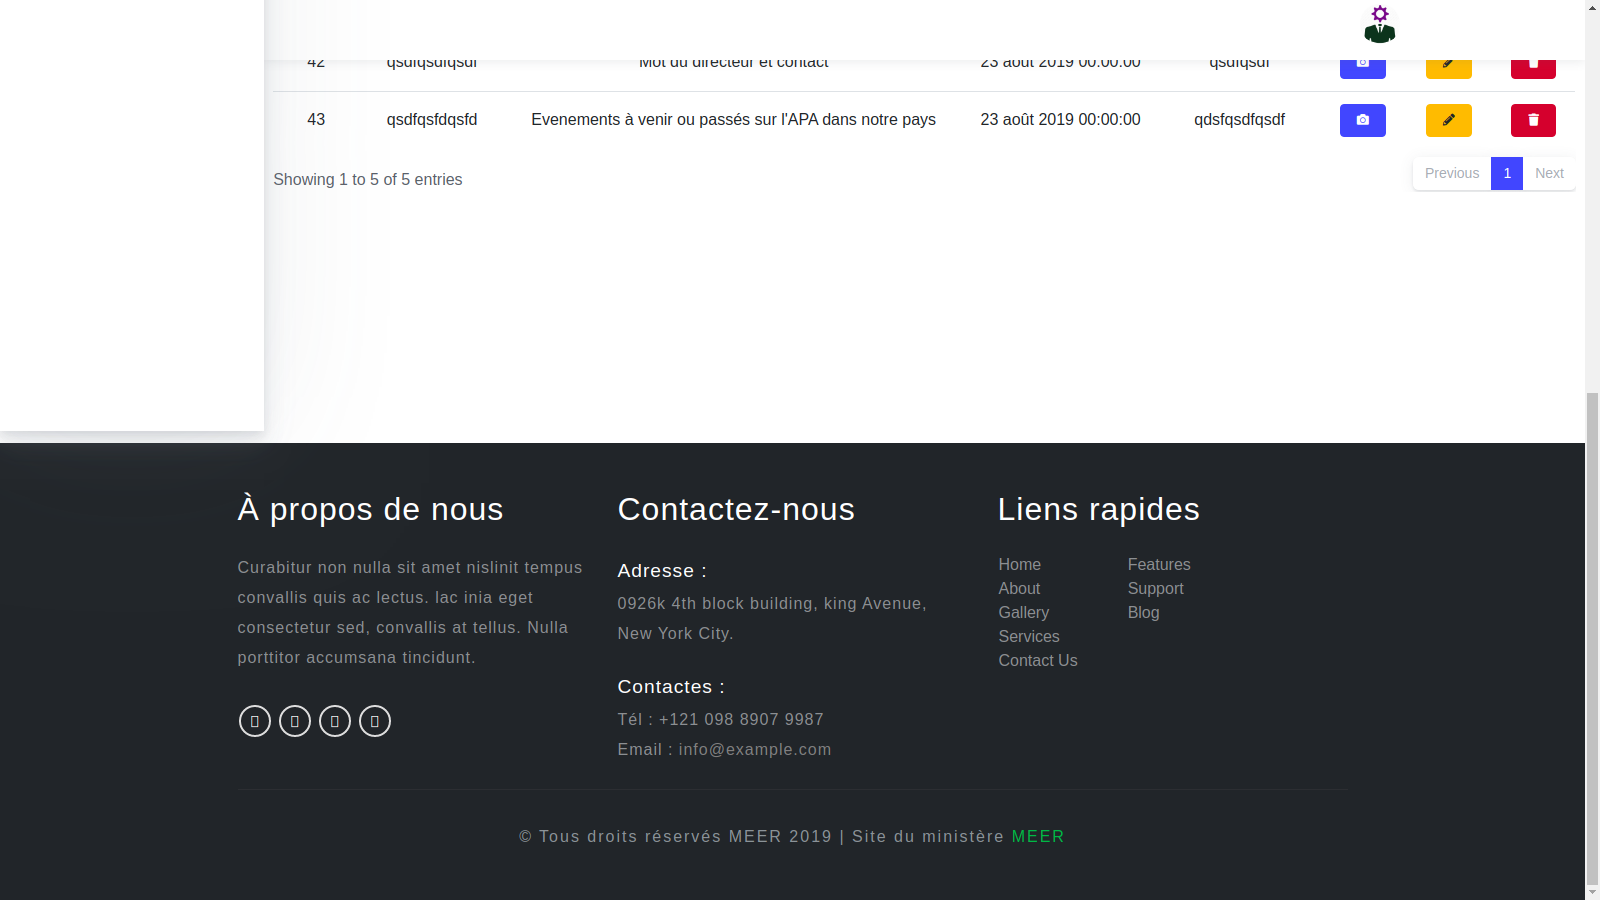 42 qsdfqsdfqsdf Mot du directeur et contact 23 août 2019 00:00:00 qsdfqsdf
43 qsdfqsfdqsfd Evenements à venir ou passés sur l'APA dans notre pays 23 août 2019 00:00:00 qdsfqsdfqsdf
Showing 1 to 5 of 5 entries
Previous 1 Next
À propos de nous
Curabitur non nulla sit amet nislinit tempus
convallis quis ac lectus. lac inia eget
consectetur sed, convallis at tellus. Nulla
porttitor accumsana tincidunt.
Contactez-nous
Adresse :
0926k 4th block building, king Avenue,
New York City.
Contactes :
Tél : +121 098 8907 9987
Email : info@example.com
Liens rapides
Home
About
Gallery
Services
Contact Us
Features
Support
Blog
© Tous droits réservés MEER 2019 | Site du ministère MEER